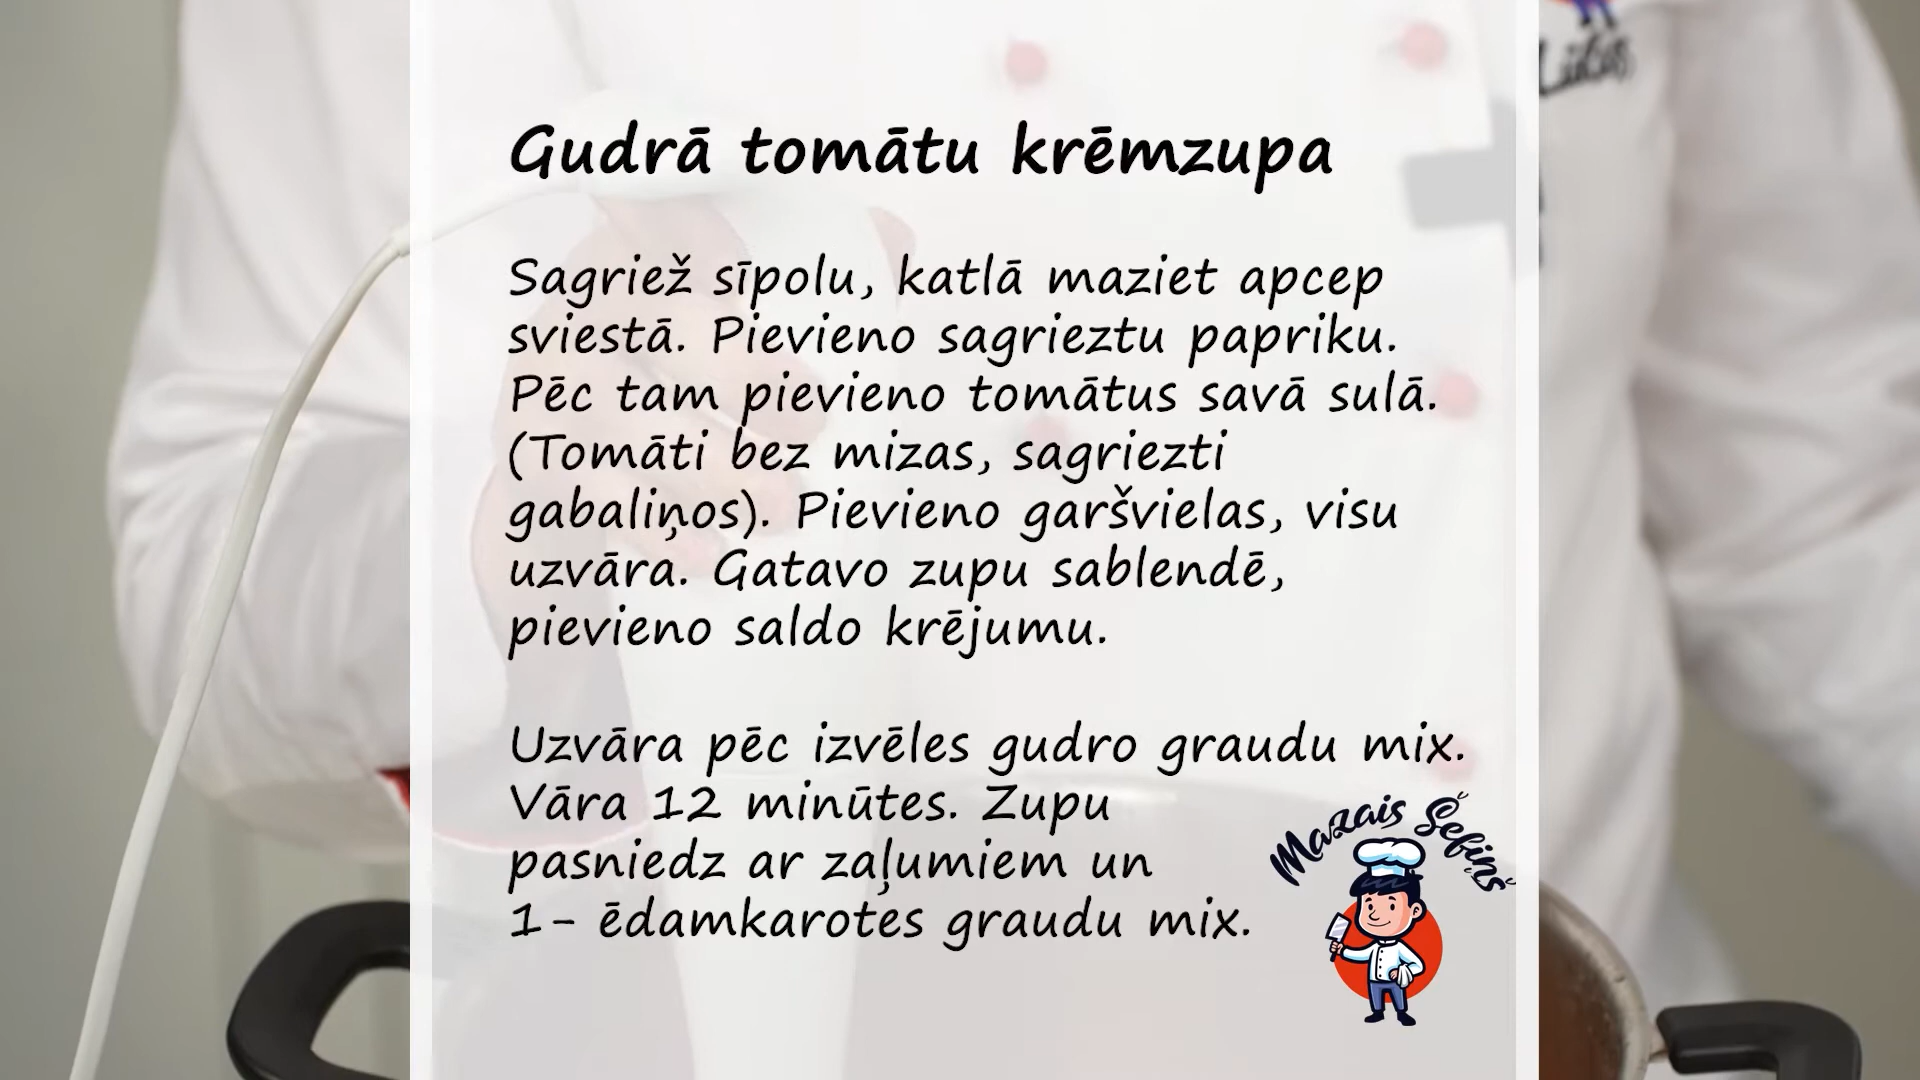 Gudrā tomātu krēmzupa
Sagriež sīpolu, katlā maziet apcep
sviestā. Pievieno sagrieztu papriku.
Pēc tam pievieno tomātus savā sulā.
(Tomāti bez mizas, sagriezti
gabaliņos). Pievieno garšvielas, visu
uzvāra. Gatavo zupu sablendē,
pievieno saldo krējumu.
Uzvāra pēc izvēles gudro graudu mix.
Vāra 12 minūtes. Zupu
pasniedz ar zaļumiem un
1- ēdamkarotes graudu mix.
Mazais Šefiņš